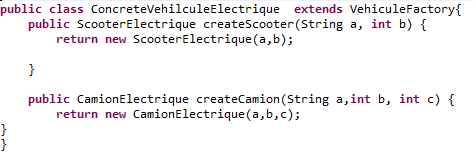 public class ConcreteVehilculeElectrique  extends VehiculeFactory{
    public ScooterElectrique createScooter(String a, int b) {
        return new ScooterElectrique(a,b);
    }
    public CamionElectrique createCamion(String a,int b, int c) {
        return new CamionElectrique(a,b,c);
}
}